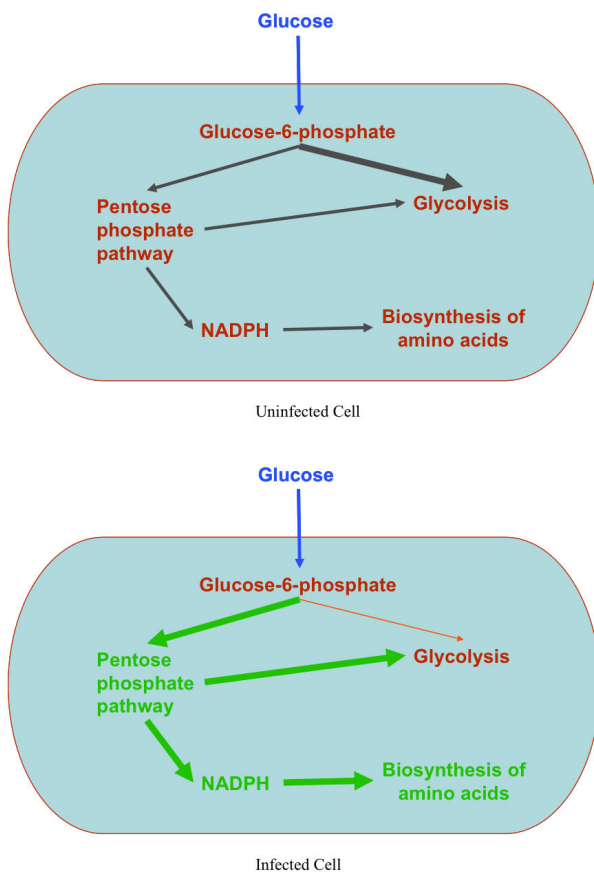 Glucose
Glucose-6-phosphate
Pentose
phosphate
pathway
Glycolysis
NADPH
Biosynthesis of
amino acids
Uninfected Cell
Glucose
Glucose-6-phosphate
Pentose
phosphate
pathway
Glycolysis
NADPH
Biosynthesis of
amino acids
Infected Cell